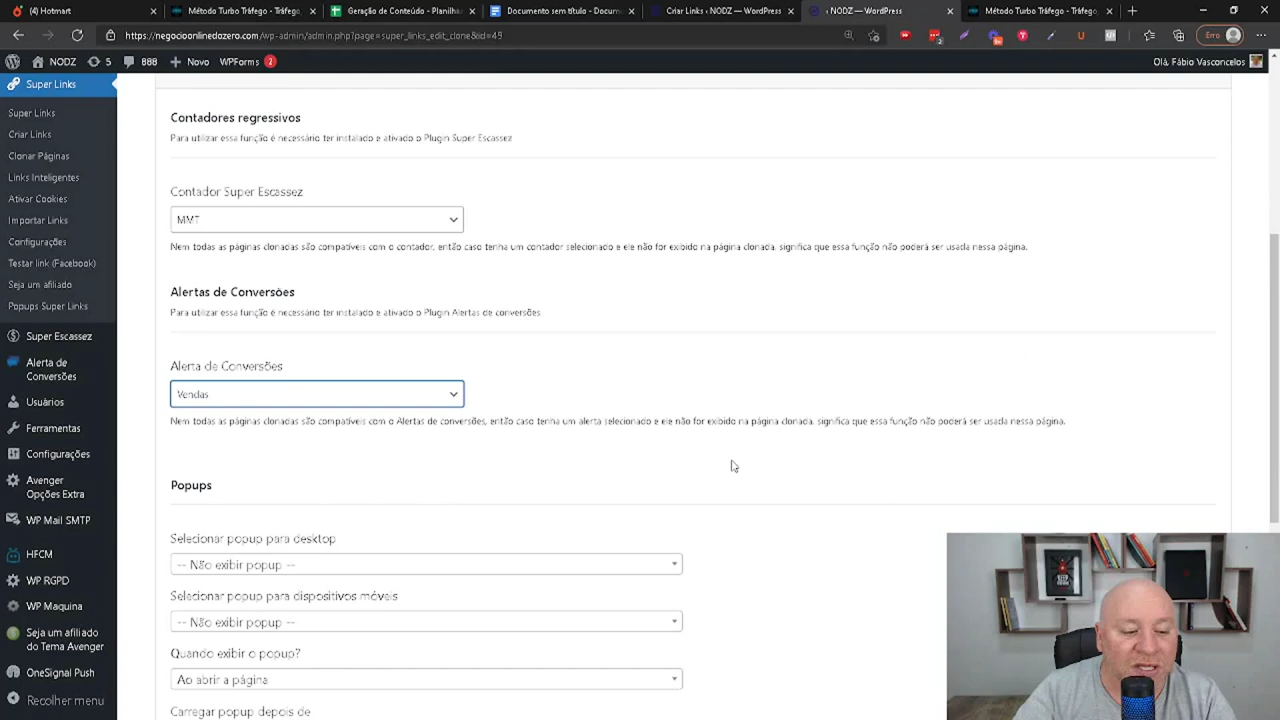 (4) Hotmart
Método Turbo Tráfego - Tráfego,
Geração de Conteúdo - Planilha
Documento sem título - Docum
Criar Links ‹ NODZ — WordPress
‹ NODZ — WordPress
Método Turbo Tráfego - Tráfego,
https://negocioonlinedozero.com/wp-admin/admin.php?page=super_links_edit_clone&id=49
Erro
NODZ
5
888
Novo
WPForms
2
Olá, Fábio Vasconcelos
Super Links
Super Links
Criar Links
Clonar Páginas
Links Inteligentes
Ativar Cookies
Importar Links
Configurações
Testar link (Facebook)
Seja um afiliado
Popups Super Links
Super Escassez
Alerta de
Conversões
Usuários
Ferramentas
Configurações
Avenger
Opções Extra
WP Mail SMTP
HFCM
WP RGPD
WP Maquina
Seja um afiliado
do Tema Avenger
OneSignal Push
Recolher menu
Contadores regressivos
Para utilizar essa função é necessário ter instalado e ativado o Plugin Super Escassez
Contador Super Escassez
MMT
Nem todas as páginas clonadas são compatíveis com o contador, então caso tenha um contador selecionado e ele não for exibido na página clonada, significa que essa função não poderá ser usada nessa página.
Alertas de Conversões
Para utilizar essa função é necessário ter instalado e ativado o Plugin Alertas de conversões
Alerta de Conversões
Vendas
Nem todas as páginas clonadas são compatíveis com o Alertas de conversões, então caso tenha um alerta selecionado e ele não for exibido na página clonada, significa que essa função não poderá ser usada nessa página.
Popups
Selecionar popup para desktop
-- Não exibir popup --
Selecionar popup para dispositivos móveis
-- Não exibir popup --
Quando exibir o popup?
Ao abrir a página
Carregar popup depois de